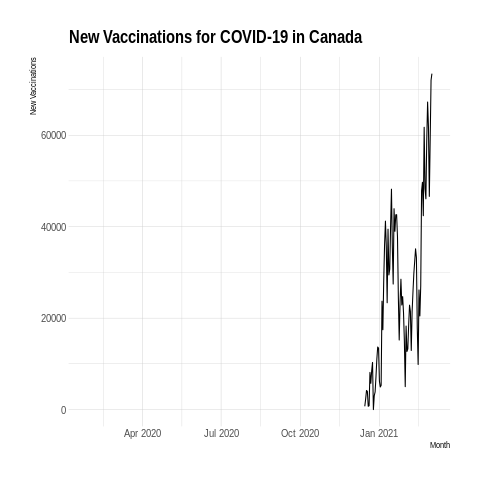 New Vaccinations for COVID-19 in Canada
New Vaccinations
60000
40000
20000
0
Apr 2020 Jul 2020 Oct 2020 Jan 2021
Month